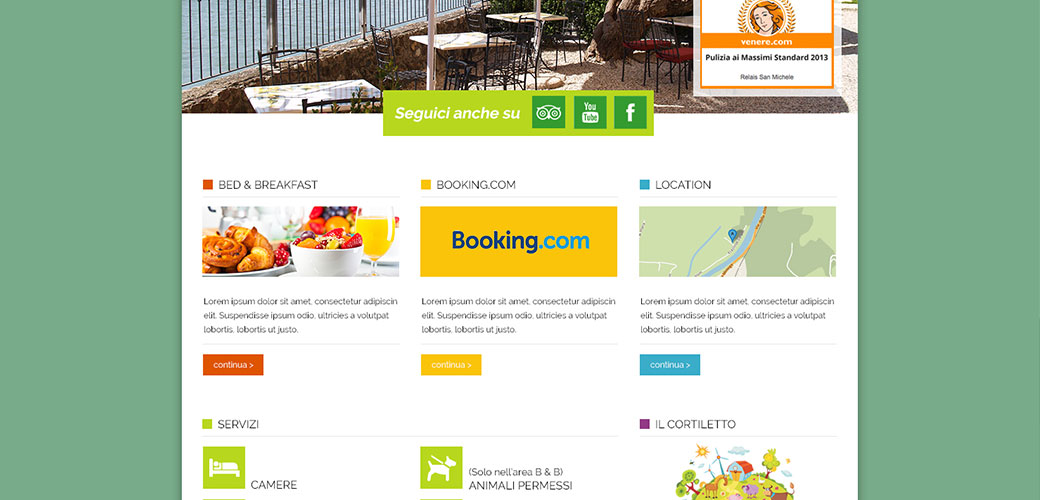 venere.com
Pulizia ai Massimi Standard 2013
Relais San Michele
Seguici anche su
You
Tube
f
BED & BREAKFAST
Lorem ipsum dolor sit amet, consectetur adipiscin
elit. Suspendisse ipsum odio, ultricies a volutpat
lobortis, lobortis ut justo.
continua >
BOOKING.COM
Booking.com
Lorem ipsum dolor sit amet, consectetur adipiscin
elit. Suspendisse ipsum odio, ultricies a volutpat
lobortis, lobortis ut justo.
continua >
LOCATION
Lorem ipsum dolor sit amet, consectetur adipiscin
elit. Suspendisse ipsum odio, ultricies a volutpat
lobortis, lobortis ut justo.
continua >
SERVIZI
CAMERE
(Solo nell'area B & B)
ANIMALI PERMESSI
IL CORTILETTO